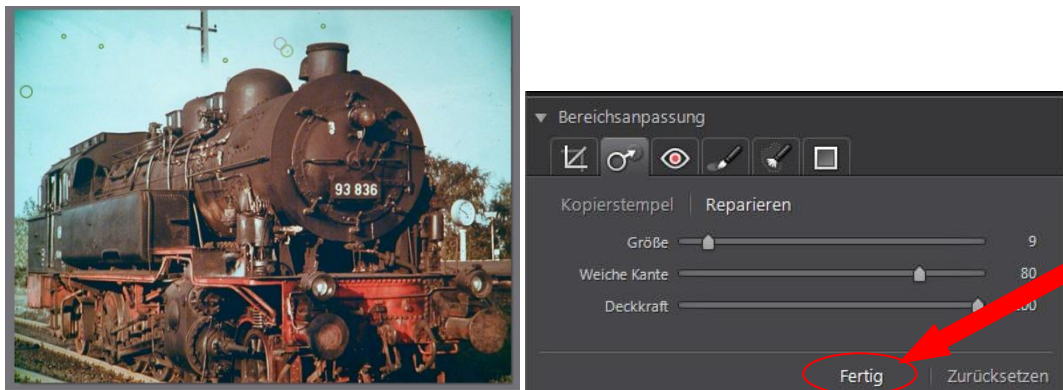 93 836
Bereichsanpassung
Kopierstempel | Reparieren
Größe 9
Weiche Kante 80
Deckkraft
Fertig | Zurücksetzen